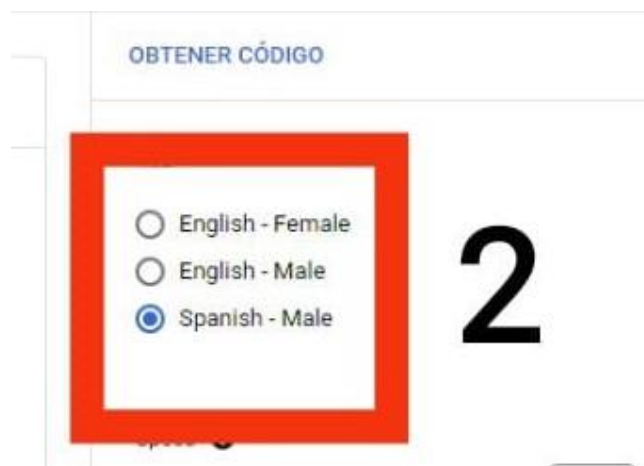 OBTENER CÓDIGO
English - Female
English - Male
Spanish - Male
2